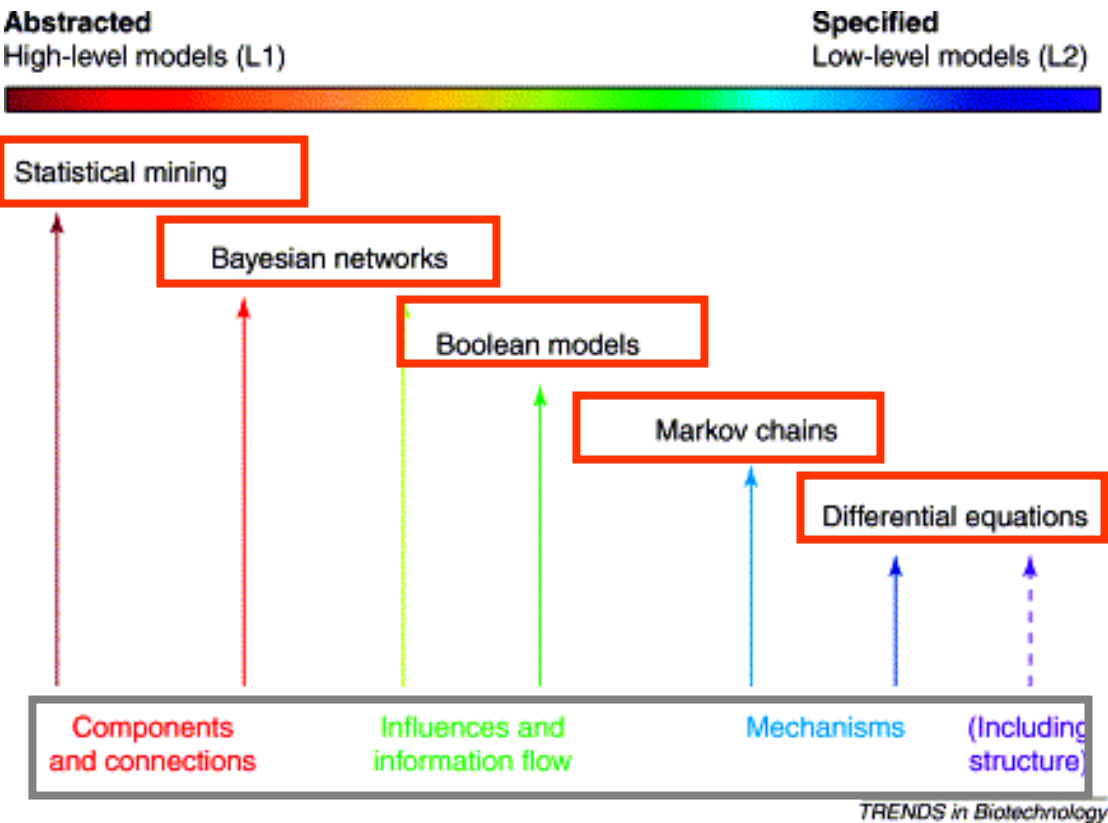 Abstracted
High-level models (L1)
Specified
Low-level models (L2)
Statistical mining
Bayesian networks
Boolean models
Markov chains
Differential equations
Components
and connections
Influences and
information flow
Mechanisms
(Including
structure)
TRENDS in Biotechnology